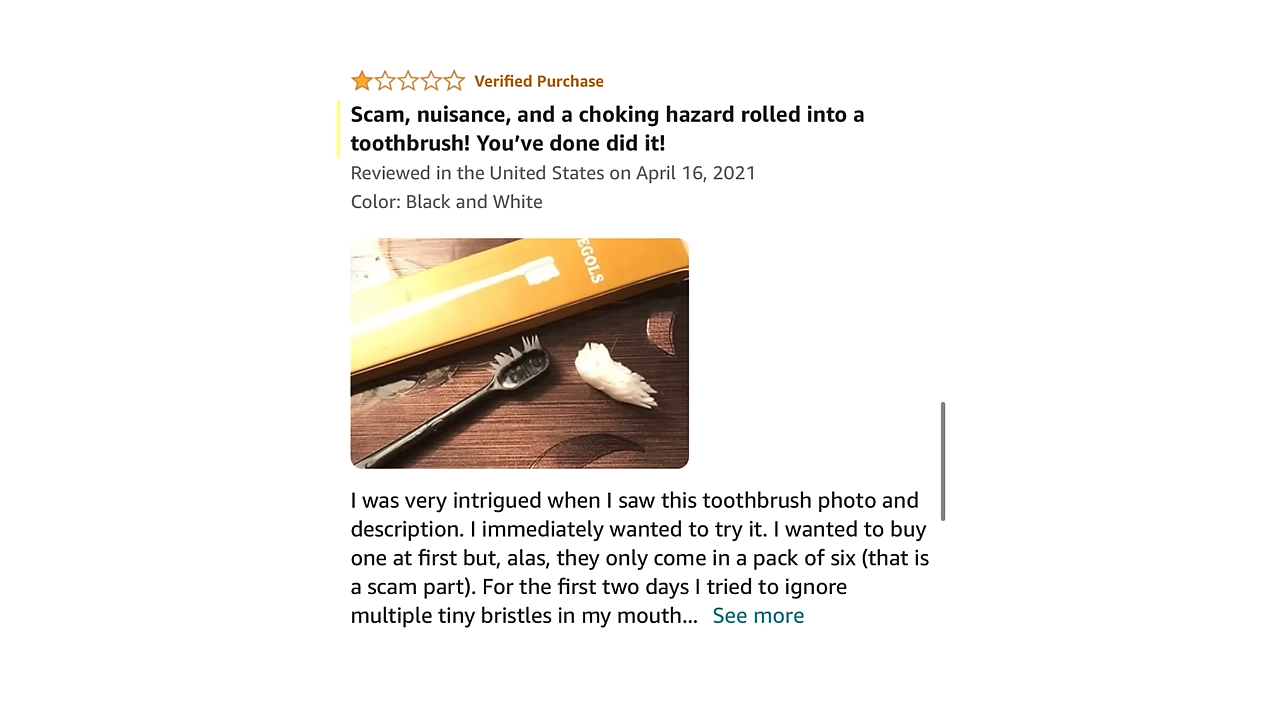 Verified Purchase
Scam, nuisance, and a choking hazard rolled into a
toothbrush! You’ve done did it!
Reviewed in the United States on April 16, 2021
Color: Black and White
EGOLS
I was very intrigued when I saw this toothbrush photo and
description. I immediately wanted to try it. I wanted to buy
one at first but, alas, they only come in a pack of six (that is
a scam part). For the first two days I tried to ignore
multiple tiny bristles in my mouth... See more